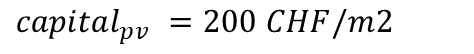 capital_pv = 200 CHF/m2